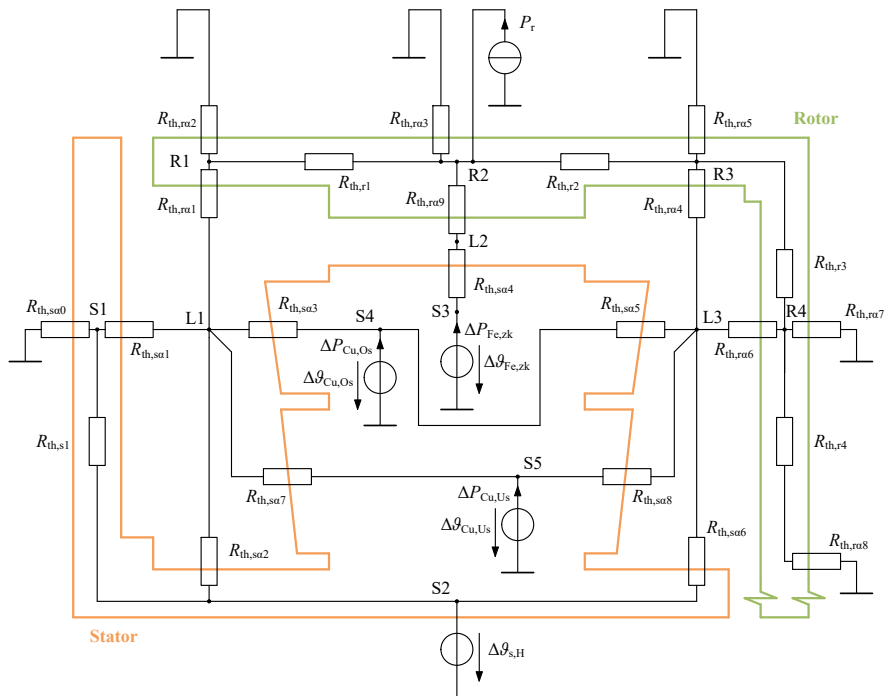 P_r
R_th,rα2
R_th,rα3
R_th,rα5
Rotor
R1
R2
R3
R_th,r1
R_th,r2
R_th,rα1
R_th,rα9
R_th,rα4
L2
R_th,r3
R_th,sα4
R_th,sα0
S1
L1
R_th,sα3
S4
S3
R_th,sα5
L3
R4
R_th,rα7
R_th,sα1
ΔP_Cu,Os
ΔP_Fe,zk
R_th,rα6
Δϑ_Cu,Os
Δϑ_Fe,zk
R_th,s1
R_th,r4
S5
R_th,sα7
R_th,sα8
ΔP_Cu,Us
Δϑ_Cu,Us
R_th,sα6
R_th,sα2
R_th,rα8
S2
Stator
Δϑ_s,H